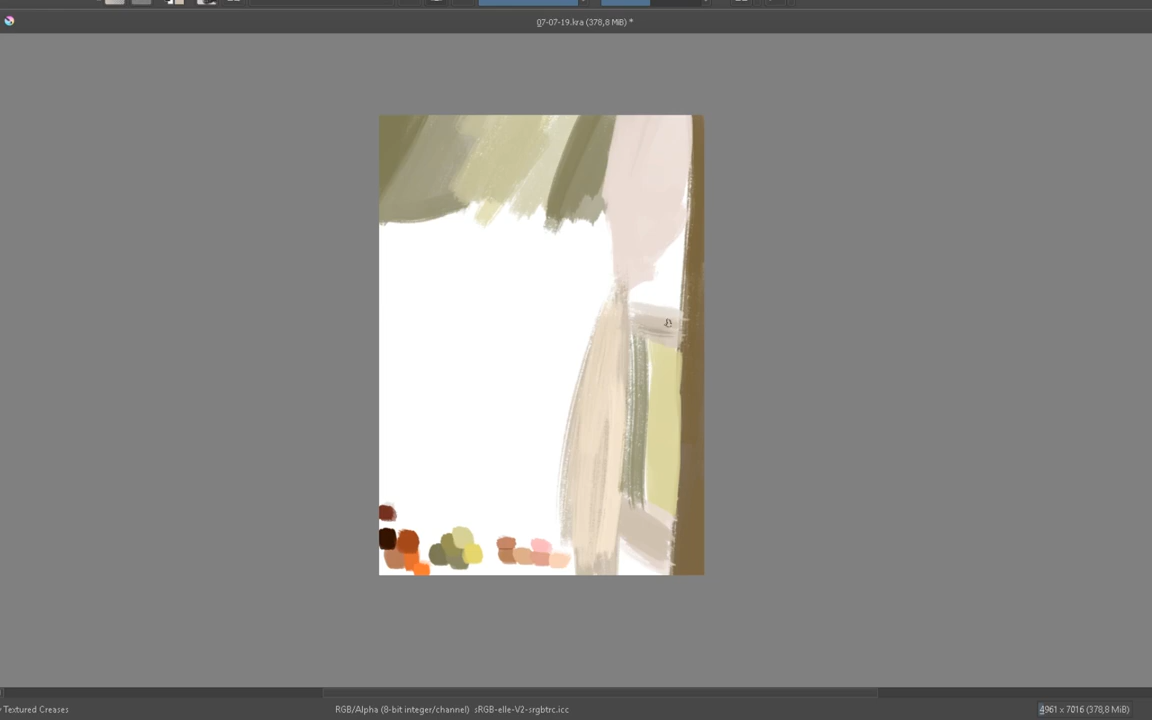 07-07-19.kra (378,8 MiB) *
Textured Creases
RGB/Alpha (8-bit integer/channel) sRGB-elle-V2-srgbtrc.icc
4961 x 7016 (378,8 MiB)